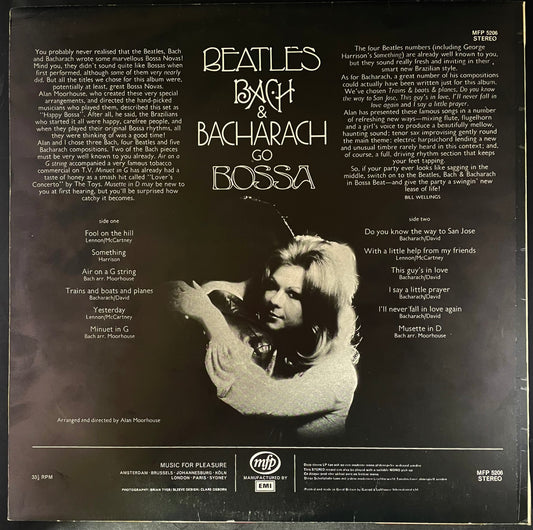 MFP 5206
STEREO
BEATLES
BACH
&
BACHARACH
GO
BOSSA
You probably never realised that the Beatles, Bach
and Bacharach wrote some marvellous Bossa Novas!
Mind you, they didn't sound quite like Bossas when
first performed, although some of them very nearly
did. But all the titles we chose for this album were,
potentially at least, great Bossa Novas.
Alan Moorhouse, who created these very special
arrangements, and directed the hand-picked
musicians who played them, described this set as
"Happy Bossa". After all, he said, the Brazilians
who started it all were happy, carefree people, and
when they played their original Bossa rhythms, all
they were thinking of was a good time!
Alan and I chose three Bach, four Beatles and five
Bacharach compositions. Two of the Bach pieces
must be very well known to you already. Air on a
G string accompanied a very famous tobacco
commercial on T.V. Minuet in G has already had a
taste of honey as a smash hit called "Lover's
Concerto" by The Toys. Musette in D may be new to
you at first hearing, but you'll be surprised how
catchy it becomes.
The four Beatles numbers (including George
Harrison's Something) are already well known to you,
but they sound really fresh and inviting in their
smart new Brazilian style.
As for Bacharach, a great number of his compositions
could actually have been written just for this album.
We've chosen Trains & boats & planes, Do you know
the way to San Jose, This guy's in love, I'll never fall in
love again and I say a little prayer.
Alan has presented these famous songs in a number
of refreshing new ways—mixing flute, flugelhorn
and a girl's voice to produce a beautifully mellow,
haunting sound; tenor sax improvising gently round
the main theme; electric harpsichord lending a new
and unusual timbre rarely heard in this context; and,
of course, a full, driving rhythm section that keeps
your feet tapping.
So, if your party ever looks like sagging in the
middle, switch on to the Beatles, Bach & Bacharach
in Bossa Beat—and give the party a swingin' new
lease of life!
BILL WELLINGS
side one
Fool on the hill
Lennon/McCartney
Something
Harrison
Air on a G string
Bach arr. Moorhouse
Trains and boats and planes
Bacharach/David
Yesterday
Lennon/McCartney
Minuet in G
Bach arr. Moorhouse
side two
Do you know the way to San Jose
Bacharach/David
With a little help from my friends
Lennon/McCartney
This guy's in love
Bacharach/David
I say a little prayer
Bacharach/David
I'll never fall in love again
Bacharach/David
Musette in D
Bach arr. Moorhouse
Arranged and directed by Alan Moorhouse
33⅓ RPM
MUSIC FOR PLEASURE
AMSTERDAM · BRUSSELS · JOHANNESBURG · KÖLN
LONDON · PARIS · SYDNEY
PHOTOGRAPHY: BRIAN TYER; SLEEVE DESIGN: CLARE OSBORN
mfp
MANUFACTURED BY
EMI
MFP 5206
STEREO